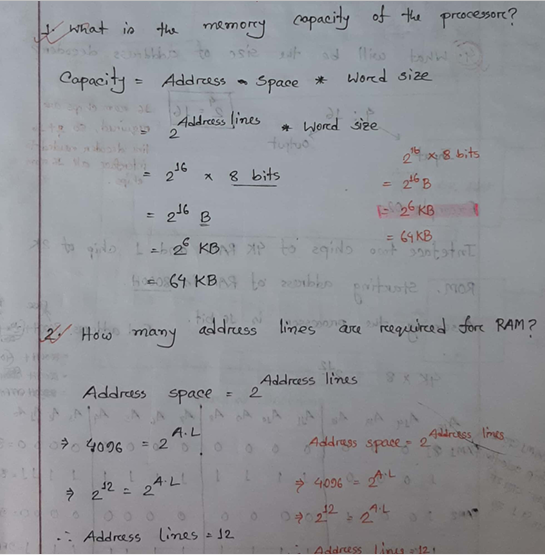 1. What is the memory capacity of the processor?
Capacity = Address - Space * Word size
= 2^Address lines * Word size
= 2^16 × 8 bits
= 2^16 B
= 2^6 KB
= 64 KB
2^16 × 8 bits
= 2^16 B
= 2^6 KB
= 64 KB
2. How many address lines are required for RAM?
Address space = 2^Address lines
⇒ 4096 = 2^A.L
⇒ 2^12 = 2^A.L
∴ Address lines = 12
Address space = 2^Address lines
⇒ 4096 = 2^A.L
⇒ 2^12 = 2^A.L
∴ Address lines = 12